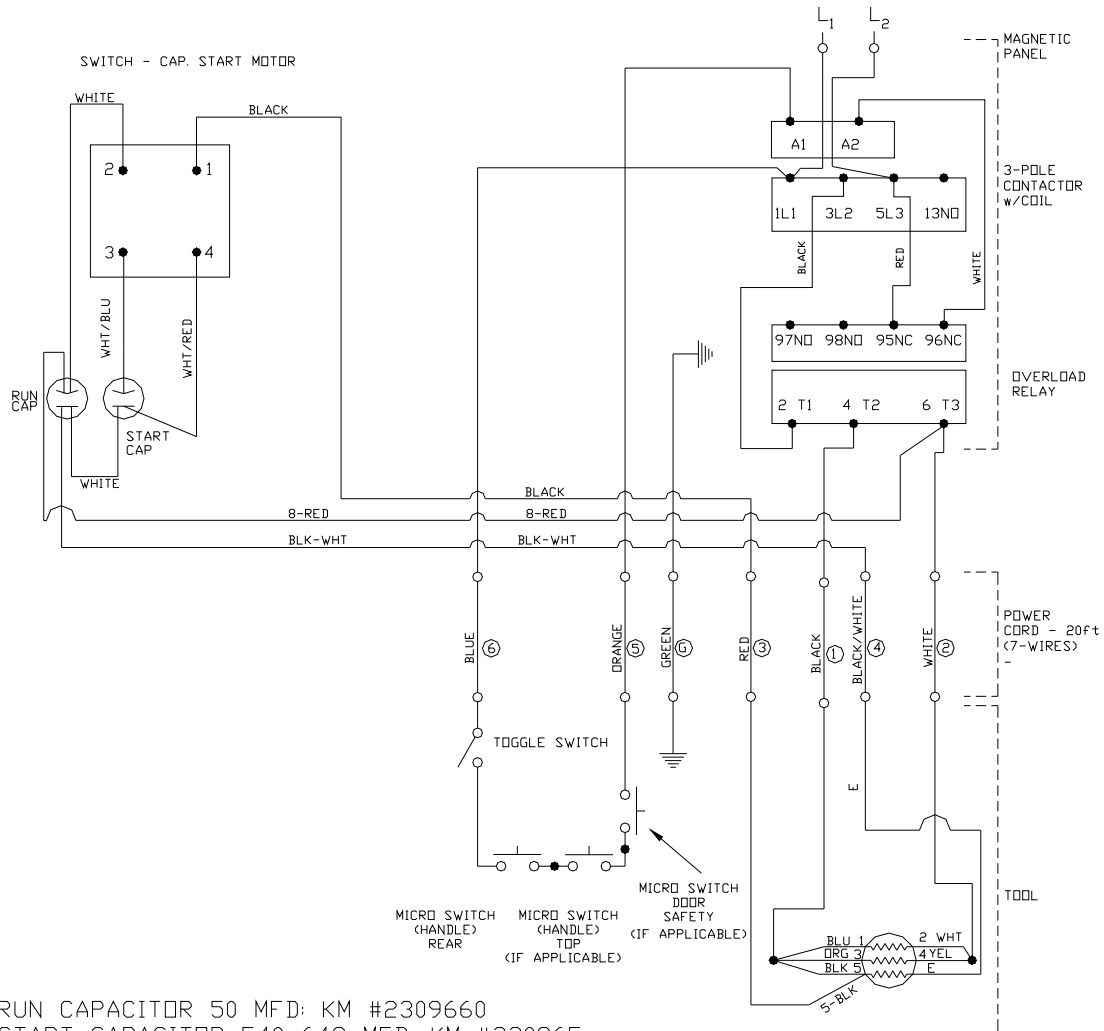 L1 L2
MAGNETIC
PANEL
SWITCH - CAP. START MOTOR
WHITE
BLACK
A1 A2
2 1
3 4
3-POLE
CONTACTOR
W/COIL
1L1 3L2 5L3 13NO
BLACK
RED
WHITE
WHT/BLU
WHT/RED
97NO 98NO 95NC 96NC
OVERLOAD
RELAY
RUN
CAP
2 T1 4 T2 6 T3
START
CAP
WHITE
BLACK
8-RED 8-RED
BLK-WHT BLK-WHT
BLUE 6
ORANGE 5
GREEN G
RED 3
BLACK 1
BLACK/WHITE 4
WHITE 2
POWER
CORD - 20ft
(7-WIRES)
-
TOGGLE SWITCH
E
MICRO SWITCH
DOOR
SAFETY
(IF APPLICABLE)
TOOL
MICRO SWITCH
(HANDLE)
REAR
MICRO SWITCH
(HANDLE)
TOP
(IF APPLICABLE)
BLU 1 2 WHT
ORG 3 4 YEL
BLK 5 E
5-BLK
RUN CAPACITOR 50 MFD: KM #2309660
START CAPACITOR